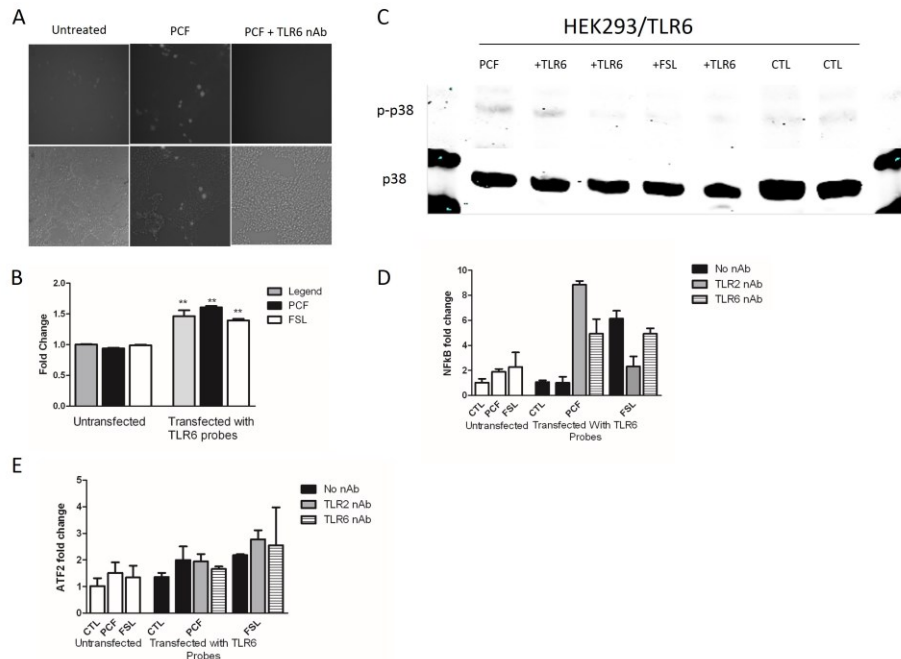 A
Untreated PCF PCF + TLR6 nAb
B
Fold Change
2.0
1.5
1.0
0.5
0.0
** ** **
Legend
PCF
FSL
Untransfected Transfected with
TLR6 probes
C
HEK293/TLR6
PCF +TLR6 +TLR6 +FSL +TLR6 CTL CTL
p-p38
p38
D
NFkB fold change
10
8
6
4
2
0
No nAb
TLR2 nAb
TLR6 nAb
CTL PCF FSL CTL PCF FSL
Untransfected Transfected With TLR6
Probes
E
ATF2 fold change
5
4
3
2
1
0
No nAb
TLR2 nAb
TLR6 nAb
CTL PCF FSL CTL PCF FSL
Untransfected Transfected with TLR6
Probes